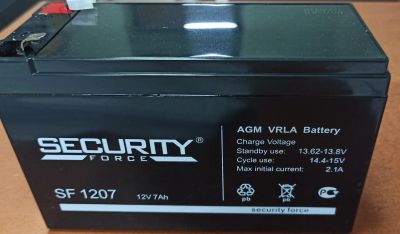 SECURITY®
FORCE
SF 1207
12V 7Ah
AGM VRLA Battery
Charge Voltage
Standby use: 13.62-13.8V
Cycle use: 14.4-15V
Max initial current: 2.1A
pb
pb
security force